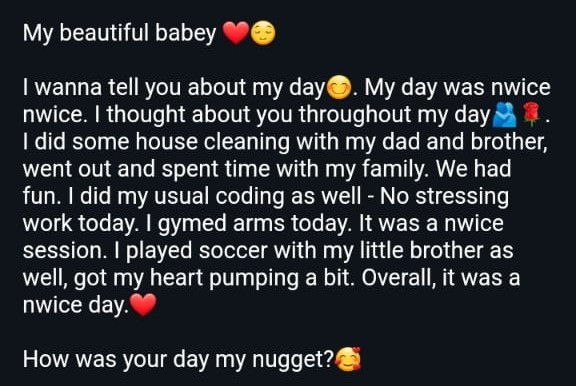 My beautiful babey ❤️😌
I wanna tell you about my day😊. My day was nwice
nwice. I thought about you throughout my day🫂🌹.
I did some house cleaning with my dad and brother,
went out and spent time with my family. We had
fun. I did my usual coding as well - No stressing
work today. I gymed arms today. It was a nwice
session. I played soccer with my little brother as
well, got my heart pumping a bit. Overall, it was a
nwice day.❤️
How was your day my nugget?🥰